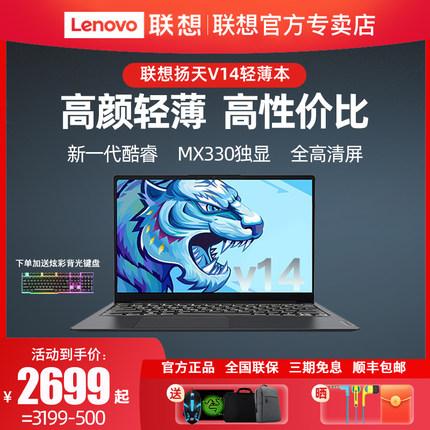 Lenovo 联想 联想官方专卖店
联想扬天V14轻薄本
高颜轻薄 高性价比
新一代酷睿 MX330独显 全高清屏
下单加送炫彩背光键盘
v14
活动到手价:
¥2699起
=3199-500
官方正品 全国联保 三期免息 顺丰包邮
送
晒